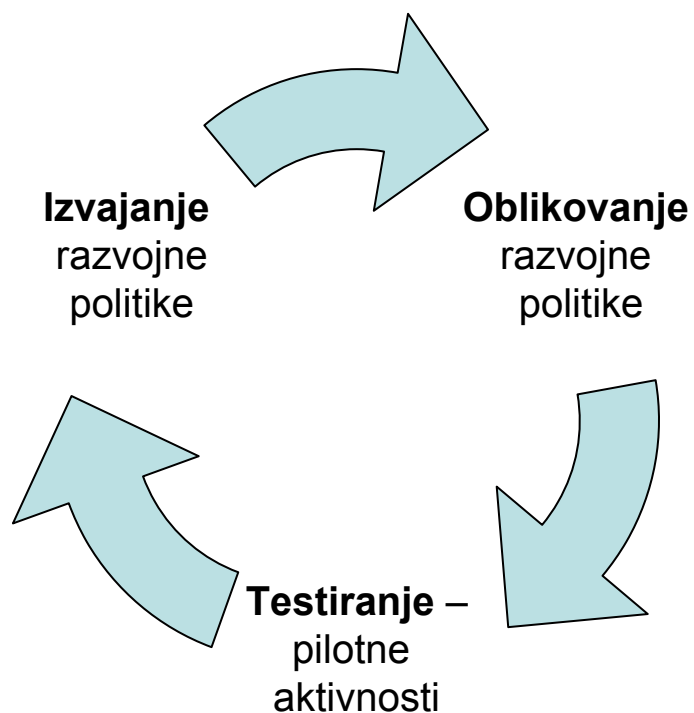 Izvajanje
razvojne
politike
Oblikovanje
razvojne
politike
Testiranje –
pilotne
aktivnosti